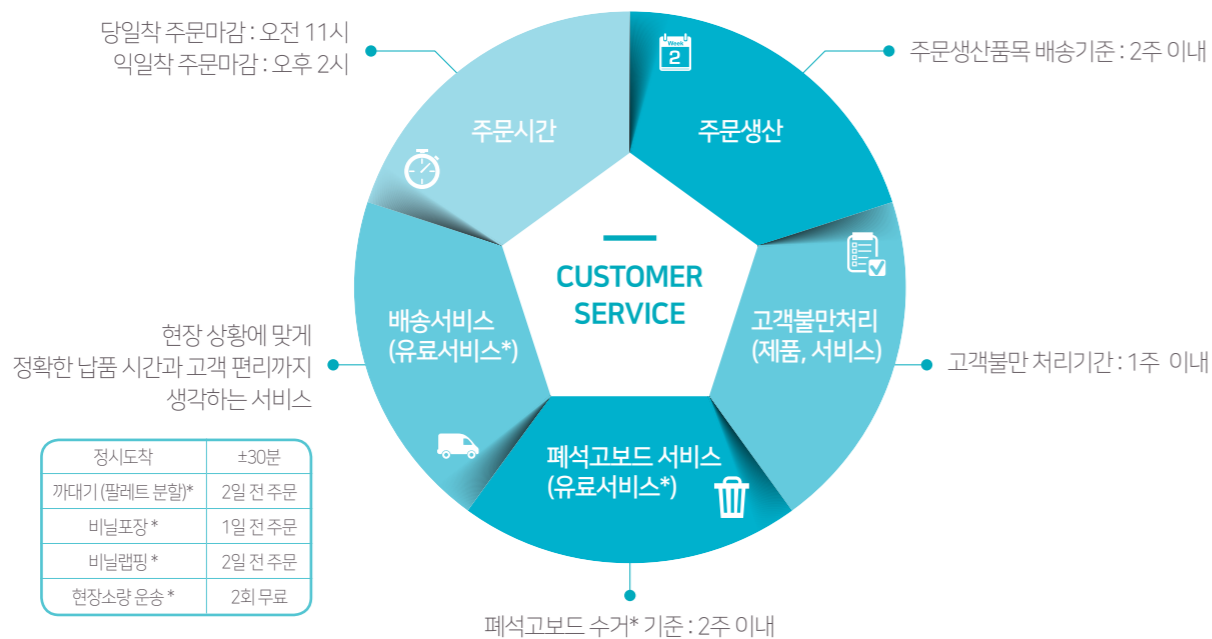 당일착 주문마감 : 오전 11시
익일착 주문마감 : 오후 2시
주문시간
Week
2
주문생산
주문생산품목 배송기준 : 2주 이내
CUSTOMER
SERVICE
배송서비스
(유료서비스*)
고객불만처리
(제품, 서비스)
고객불만 처리기간 : 1주 이내
현장 상황에 맞게
정확한 납품 시간과 고객 편리까지
생각하는 서비스
정시도착 ±30분
까대기 (팔레트 분할)* 2일 전 주문
비닐포장 * 1일 전 주문
비닐랩핑 * 2일 전 주문
현장소량 운송 * 2회 무료
폐석고보드 서비스
(유료서비스*)
폐석고보드 수거* 기준 : 2주 이내